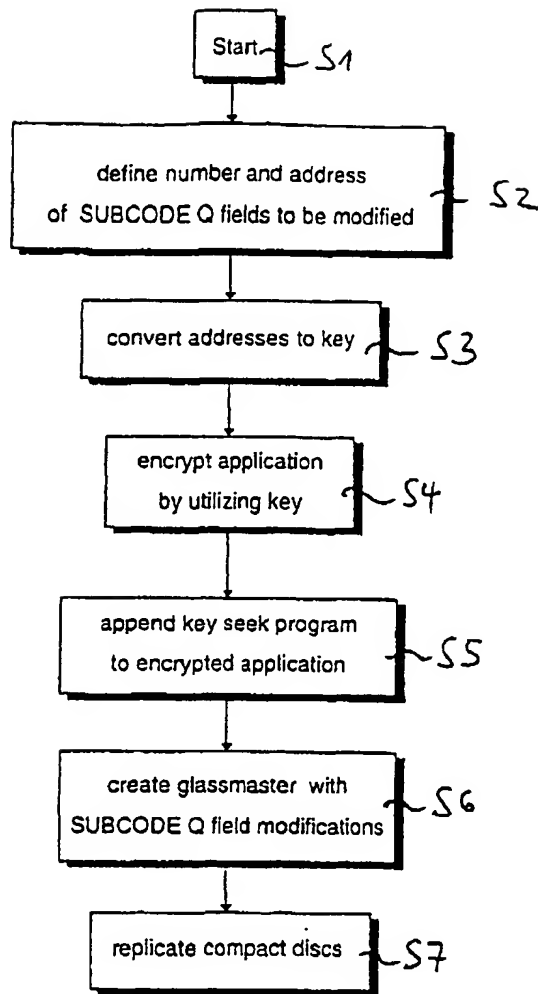 Start
S1
define number and address
of SUBCODE Q fields to be modified
S2
convert addresses to key
S3
encrypt application
by utilizing key
S4
append key seek program
to encrypted application
S5
create glassmaster with
SUBCODE Q field modifications
S6
replicate compact discs
S7